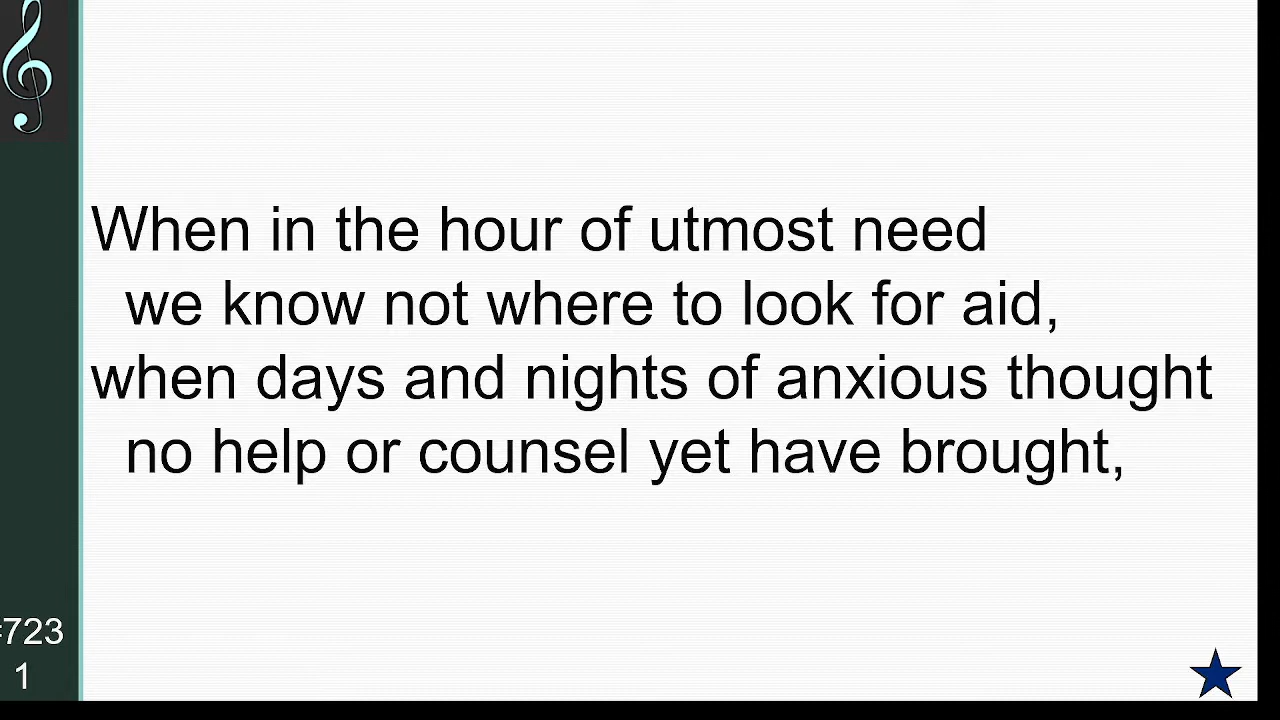 When in the hour of utmost need
we know not where to look for aid,
when days and nights of anxious thought
no help or counsel yet have brought,
#723
1